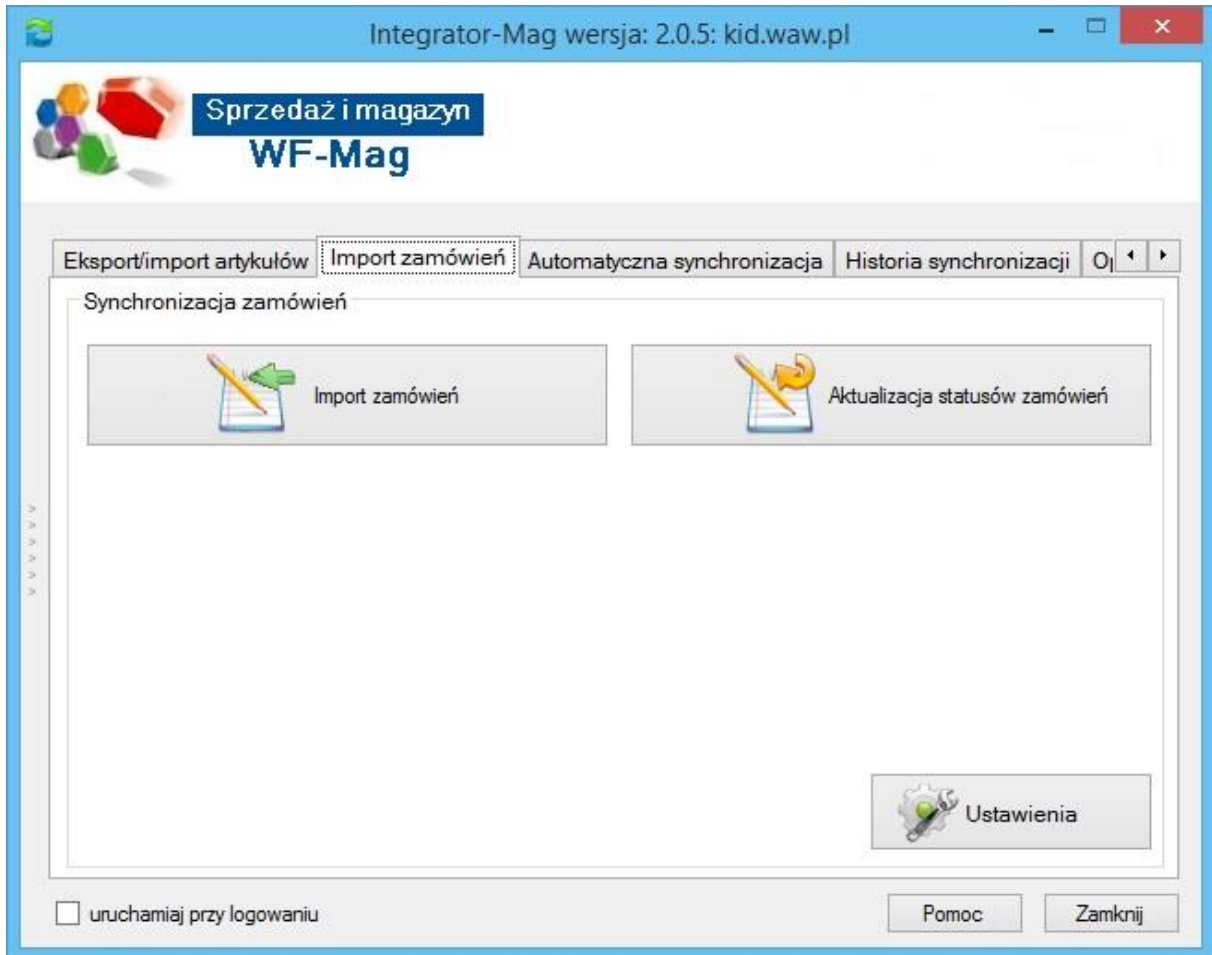 Integrator-Mag wersja: 2.0.5: kid.waw.pl
Sprzedaż i magazyn
WF-Mag
Eksport/import artykułów Import zamówień Automatyczna synchronizacja Historia synchronizacji
Synchronizacja zamówień
Import zamówień Aktualizacja statusów zamówień
Ustawienia
uruchamiaj przy logowaniu Pomoc Zamknij